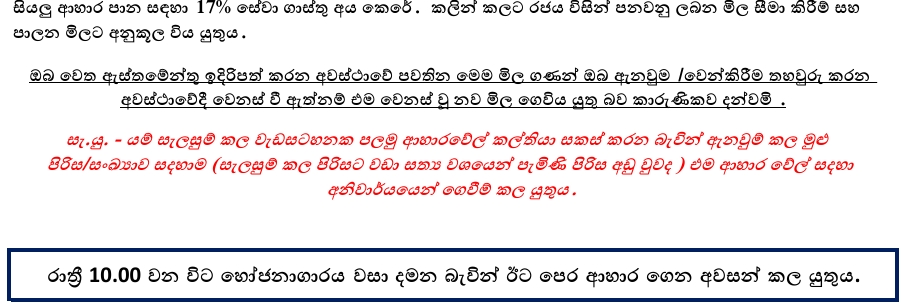 සියලු ආහාර පාන සඳහා 17% සේවා ගාස්තු අය කෙරේ. කලින් කලට රජය විසින් පනවනු ලබන මිල සීමා කිරීම් සහ
පාලන මිලට අනුකූල විය යුතුය.
ඔබ වෙත ඇස්තමේන්තු ඉදිරිපත් කරන අවස්ථාවේ පවතින මෙම මිල ගණන් ඔබ ඇනවුම /වෙන්කිරීම තහවුරු කරන
අවස්ථාවේදී වෙනස් වී ඇත්නම් එම වෙනස් වූ නව මිල ගෙවිය යුතු බව කාරුණිකව දන්වමි .
සැ.යු. - යම් සැලසුම් කල වැඩසටහනක පලමු ආහාරවේල් කල්තියා සකස් කරන බැවින් ඇනවුම් කල මුළු
පිරිස/සංඛ්‍යාව සදහාම (සැලසුම් කල පිරිසට වඩා සත්‍ය වශයෙන් පැමිණි පිරිස අඩු වුවද ) එම ආහාර වේල් සඳහා
අනිවාර්යයෙන් ගෙවීම් කල යුතුය.
රාත්‍රී 10.00 වන විට භෝජනාගාරය වසා දමන බැවින් ඊට පෙර ආහාර ගෙන අවසන් කල යුතුය.